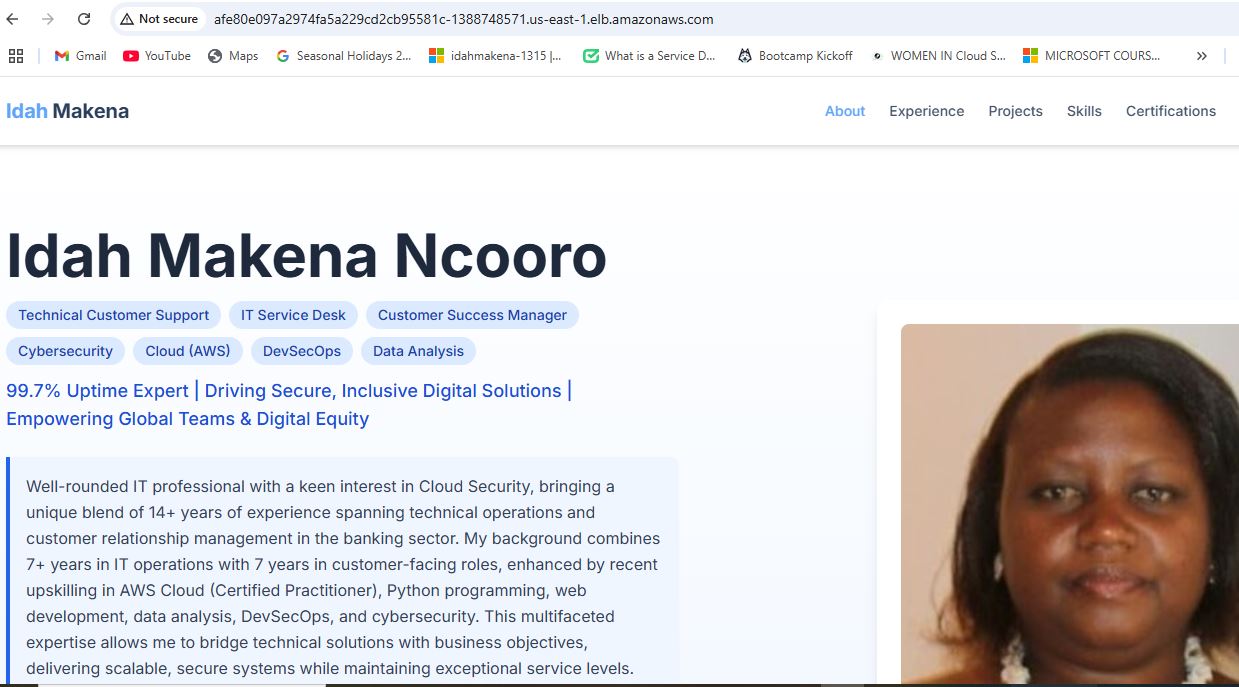 Not secure afe80e097a2974fa5a229cd2cb95581c-1388748571.us-east-1.elb.amazonaws.com
Gmail YouTube Maps Seasonal Holidays 2... idahmakena-1315 |... What is a Service D... Bootcamp Kickoff WOMEN IN Cloud S... MICROSOFT COURS...
Idah Makena About Experience Projects Skills Certifications
Idah Makena Ncooro
Technical Customer Support IT Service Desk Customer Success Manager
Cybersecurity Cloud (AWS) DevSecOps Data Analysis
99.7% Uptime Expert | Driving Secure, Inclusive Digital Solutions |
Empowering Global Teams & Digital Equity
Well-rounded IT professional with a keen interest in Cloud Security, bringing a
unique blend of 14+ years of experience spanning technical operations and
customer relationship management in the banking sector. My background combines
7+ years in IT operations with 7 years in customer-facing roles, enhanced by recent
upskilling in AWS Cloud (Certified Practitioner), Python programming, web
development, data analysis, DevSecOps, and cybersecurity. This multifaceted
expertise allows me to bridge technical solutions with business objectives,
delivering scalable, secure systems while maintaining exceptional service levels.